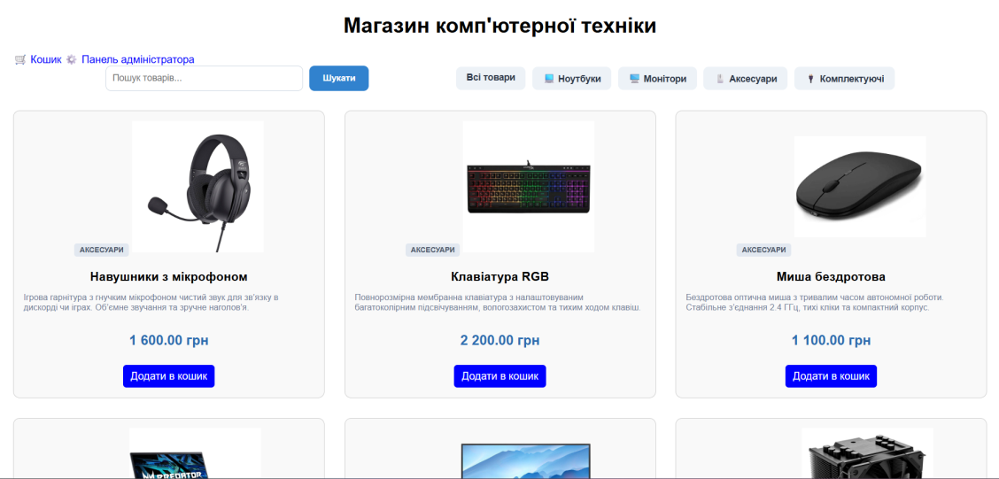 Магазин комп'ютерної техніки
Кошик Панель адміністратора
Пошук товарів... Шукати Всі товари Ноутбуки Монітори Аксесуари Комплектуючі
АКСЕСУАРИ
Навушники з мікрофоном
Ігрова гарнітура з гнучким мікрофоном чистий звук для зв'язку в
дискорді чи іграх. Об'ємне звучання та зручне наголов'я.
1 600.00 грн
Додати в кошик
АКСЕСУАРИ
Клавіатура RGB
Повнорозмірна мембранна клавіатура з налаштовуваним
багатоколірним підсвічуванням, вологозахистом та тихим ходом клавіш.
2 200.00 грн
Додати в кошик
АКСЕСУАРИ
Миша бездротова
Бездротова оптична миша з тривалим часом автономної роботи.
Стабільне з'єднання 2.4 ГГц, тихі кліки та компактний корпус.
1 100.00 грн
Додати в кошик
PREDATOR